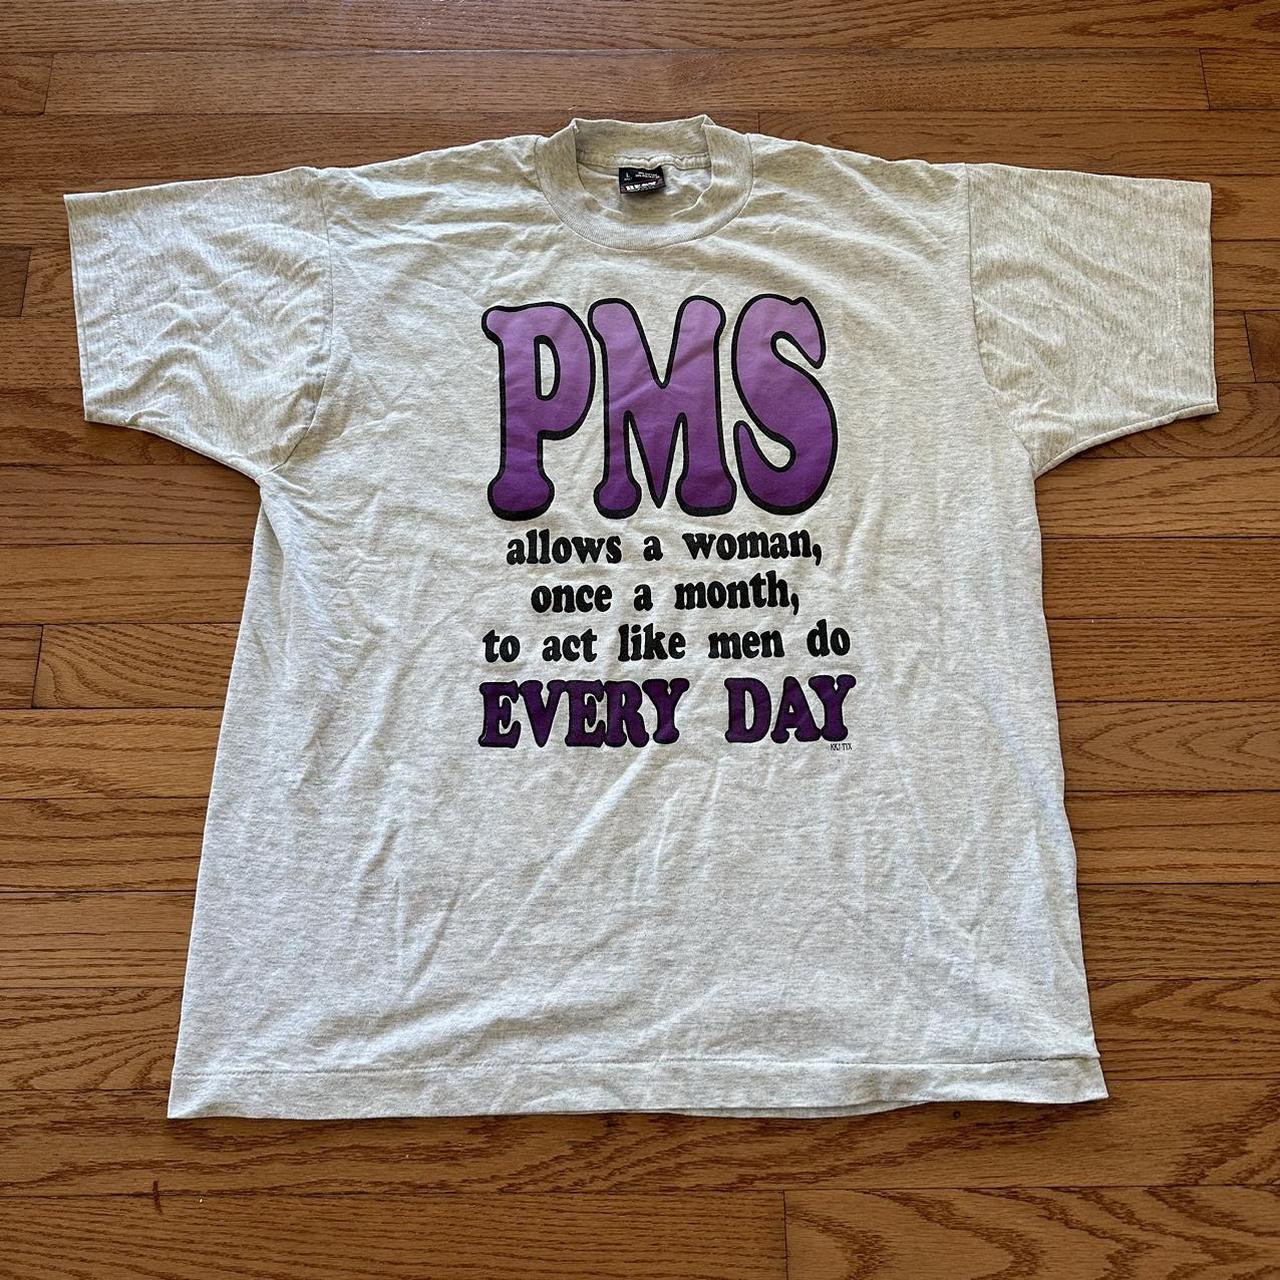 L
PMS
allows a woman,
once a month,
to act like men do
EVERY DAY